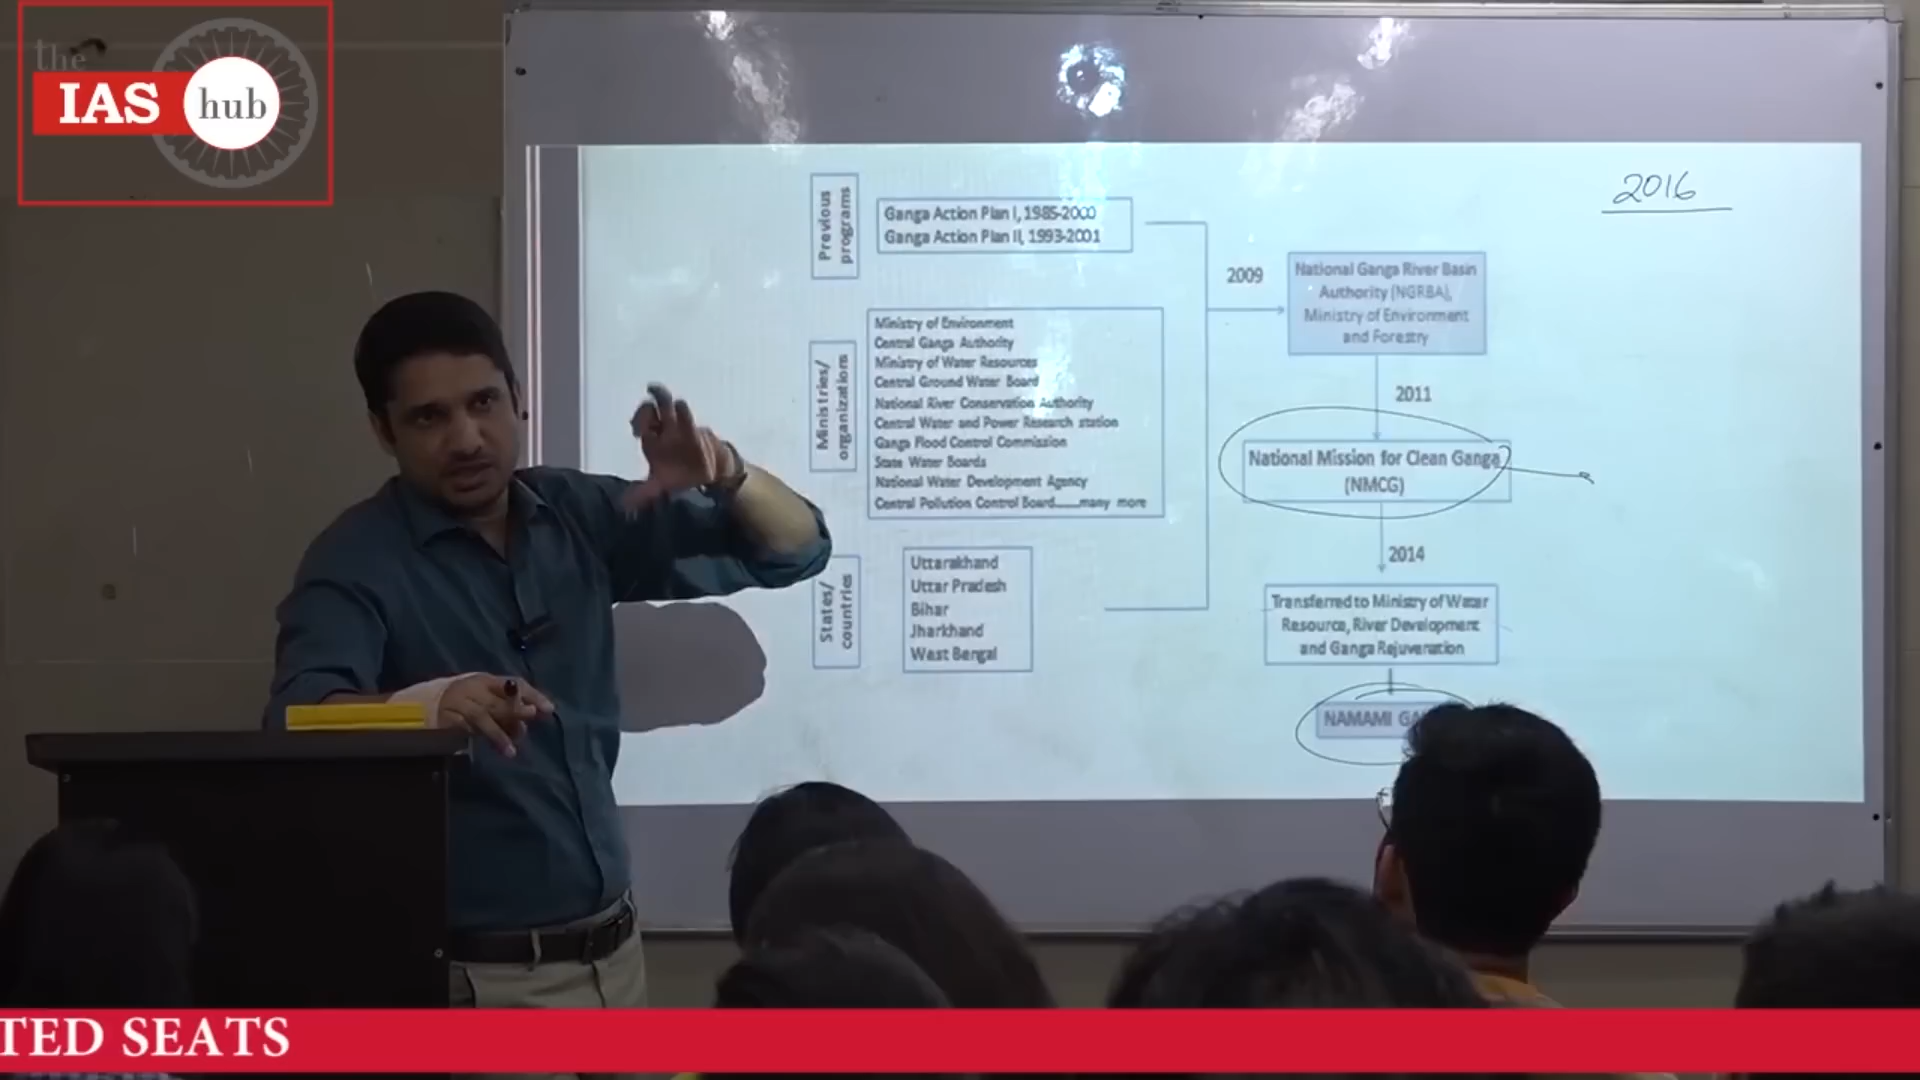 the
IAS hub
2016
Previous
programs
Ganga Action Plan I, 1985-2000
Ganga Action Plan II, 1993-2001
2009
National Ganga River Basin
Authority (NGRBA),
Ministry of Environment
and Forestry
Ministries/
organizations
Ministry of Environment
Central Ganga Authority
Ministry of Water Resources
Central Ground Water Board
National River Conservation Authority
Central Water and Power Research station
Ganga Flood Control Commission
State Water Boards
National Water Development Agency
Central Pollution Control Board......many more
2011
National Mission for Clean Ganga
(NMCG)
2014
States/
countries
Uttarakhand
Uttar Pradesh
Bihar
Jharkhand
West Bengal
Transferred to Ministry of Water
Resource, River Development
and Ganga Rejuvenation
NAMAMI GA
TED SEATS